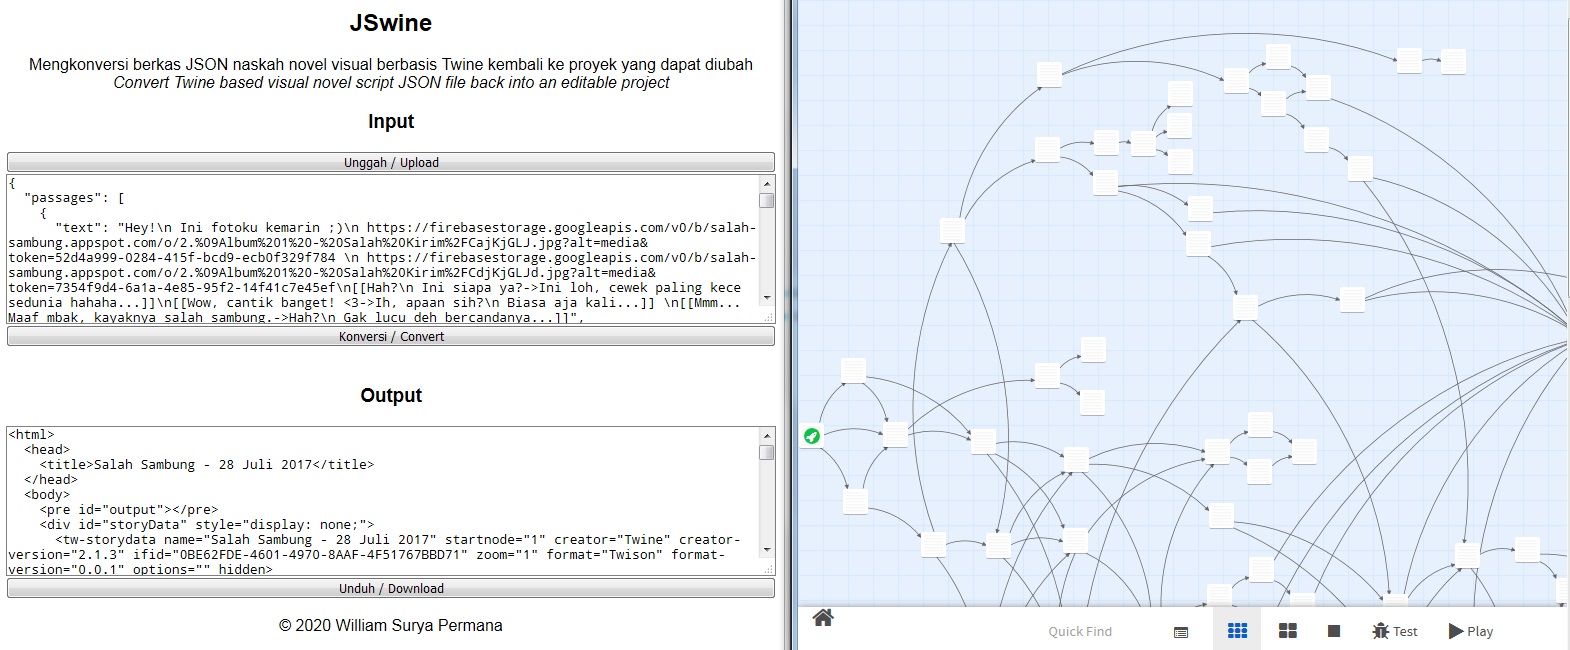 JSwine
Mengkonversi berkas JSON naskah novel visual berbasis Twine kembali ke proyek yang dapat diubah
Convert Twine based visual novel script JSON file back into an editable project
Input
Unggah / Upload
{
"passages": [
{
"text": "Hey!\n Ini fotoku kemarin ;)\n https://firebasestorage.googleapis.com/v0/b/salah-
sambung.appspot.com/o/2.%09Album%201%20-%20Salah%20Kirim%2FCajKjGLJ.jpg?alt=media&
token=52d4a999-0284-415f-bcd9-ecb0f329f784 \n https://firebasestorage.googleapis.com/v0/b/salah-
sambung.appspot.com/o/2.%09Album%201%20-%20Salah%20Kirim%2FCdjKjGLJd.jpg?alt=media&
token=7354f9d4-6a1a-4e85-95f2-14f41c7e45ef\n[[Hah?\n Ini siapa ya?->Ini loh, cewek paling kece
sedunia hahaha...]]\n[[Wow, cantik banget! <3->Ih, apaan sih?\n Biasa aja kali...]] \n[[Mmm...
Maaf mbak, kayaknya salah sambung.->Hah?\n Gak lucu deh bercandanya...]]",
Konversi / Convert
Output
<html>
<head>
<title>Salah Sambung - 28 Juli 2017</title>
</head>
<body>
<pre id="output"></pre>
<div id="storyData" style="display: none;">
<tw-storydata name="Salah Sambung - 28 Juli 2017" startnode="1" creator="Twine" creator-
version="2.1.3" ifid="0BE62FDE-4601-4970-8AAF-4F51767BBD71" zoom="1" format="Twison" format-
version="0.0.1" options="" hidden>
Unduh / Download
© 2020 William Surya Permana
Quick Find
Test
Play